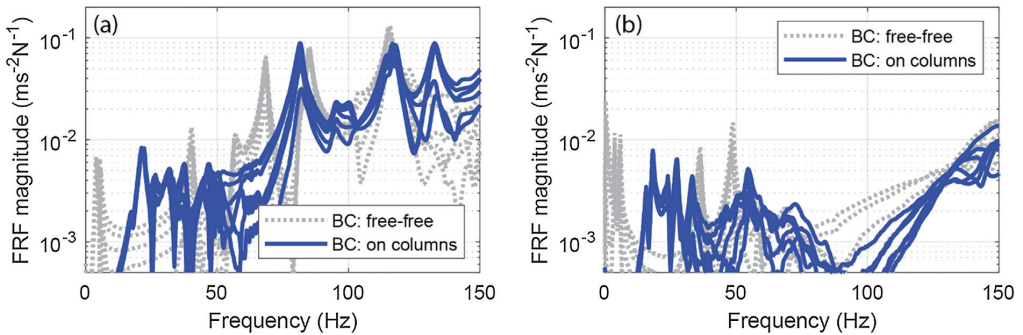 (a)
FRF magnitude (ms⁻²N⁻¹)
10⁻¹
10⁻²
10⁻³
BC: free-free
BC: on columns
0 50 100 150
Frequency (Hz)
(b)
FRF magnitude (ms⁻²N⁻¹)
10⁻¹
10⁻²
10⁻³
BC: free-free
BC: on columns
0 50 100 150
Frequency (Hz)